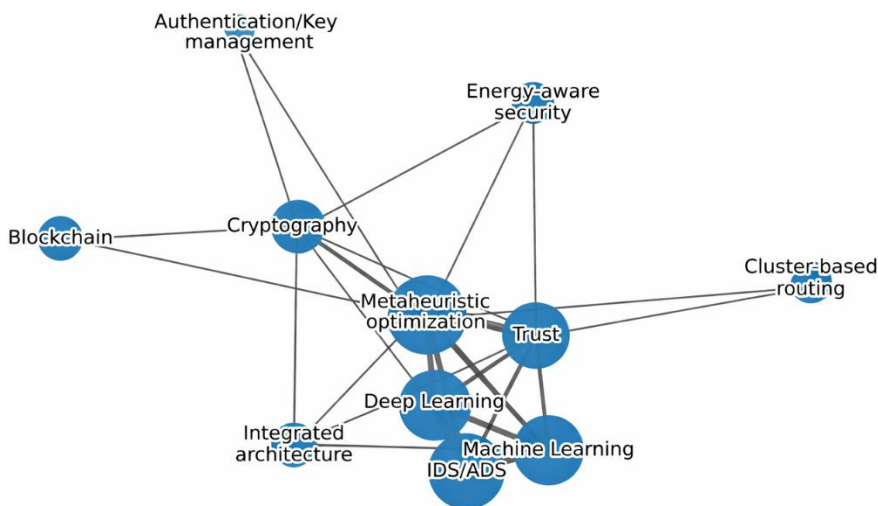 Authentication/Key
management
Energy-aware
security
Cryptography
Blockchain
Cluster-based
routing
Metaheuristic
optimization
Trust
Deep Learning
Integrated
architecture
Machine Learning
IDS/ADS